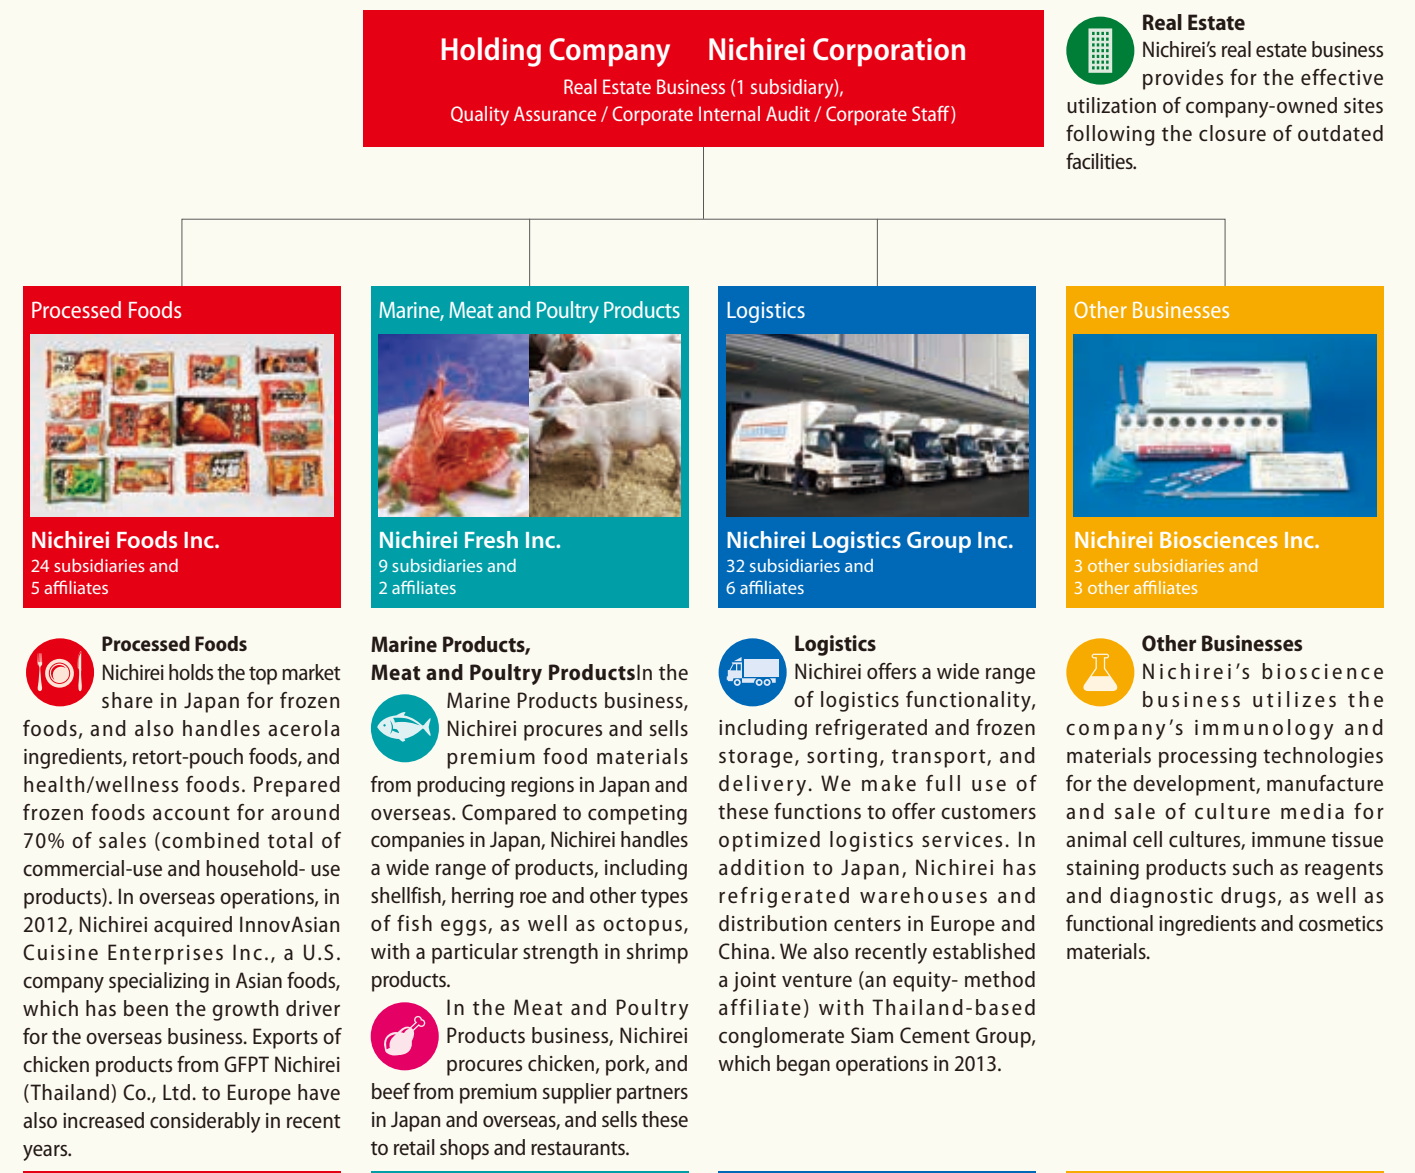 Holding Company Nichirei Corporation
Real Estate Business (1 subsidiary),
Quality Assurance / Corporate Internal Audit / Corporate Staff)
Real Estate
Nichirei's real estate business
provides for the effective
utilization of company-owned sites
following the closure of outdated
facilities.
Processed Foods
Nichirei Foods Inc.
24 subsidiaries and
5 affiliates
Marine, Meat and Poultry Products
Nichirei Fresh Inc.
9 subsidiaries and
2 affiliates
Logistics
Nichirei Logistics Group Inc.
32 subsidiaries and
6 affiliates
Other Businesses
Nichirei Biosciences Inc.
3 other subsidiaries and
3 other affiliates
Processed Foods
Nichirei holds the top market
share in Japan for frozen
foods, and also handles acerola
ingredients, retort-pouch foods, and
health/wellness foods. Prepared
frozen foods account for around
70% of sales (combined total of
commercial-use and household- use
products). In overseas operations, in
2012, Nichirei acquired InnovAsian
Cuisine Enterprises Inc., a U.S.
company specializing in Asian foods,
which has been the growth driver
for the overseas business. Exports of
chicken products from GFPT Nichirei
(Thailand) Co., Ltd. to Europe have
also increased considerably in recent
years.
Marine Products,
Meat and Poultry ProductsIn the
Marine Products business,
Nichirei procures and sells
premium food materials
from producing regions in Japan and
overseas. Compared to competing
companies in Japan, Nichirei handles
a wide range of products, including
shellfish, herring roe and other types
of fish eggs, as well as octopus,
with a particular strength in shrimp
products.
In the Meat and Poultry
Products business, Nichirei
procures chicken, pork, and
beef from premium supplier partners
in Japan and overseas, and sells these
to retail shops and restaurants.
Logistics
Nichirei offers a wide range
of logistics functionality,
including refrigerated and frozen
storage, sorting, transport, and
delivery. We make full use of
these functions to offer customers
optimized logistics services. In
addition to Japan, Nichirei has
refrigerated warehouses and
distribution centers in Europe and
China. We also recently established
a joint venture (an equity- method
affiliate) with Thailand-based
conglomerate Siam Cement Group,
which began operations in 2013.
Other Businesses
Nichirei's bioscience
business utilizes the
company's immunology and
materials processing technologies
for the development, manufacture
and sale of culture media for
animal cell cultures, immune tissue
staining products such as reagents
and diagnostic drugs, as well as
functional ingredients and cosmetics
materials.